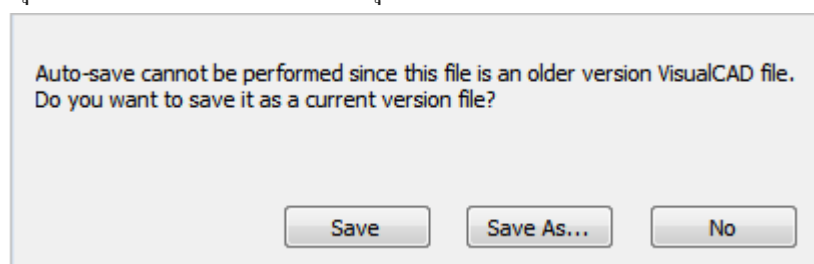 Auto-save cannot be performed since this file is an older version VisualCAD file.
Do you want to save it as a current version file?
Save Save As... No